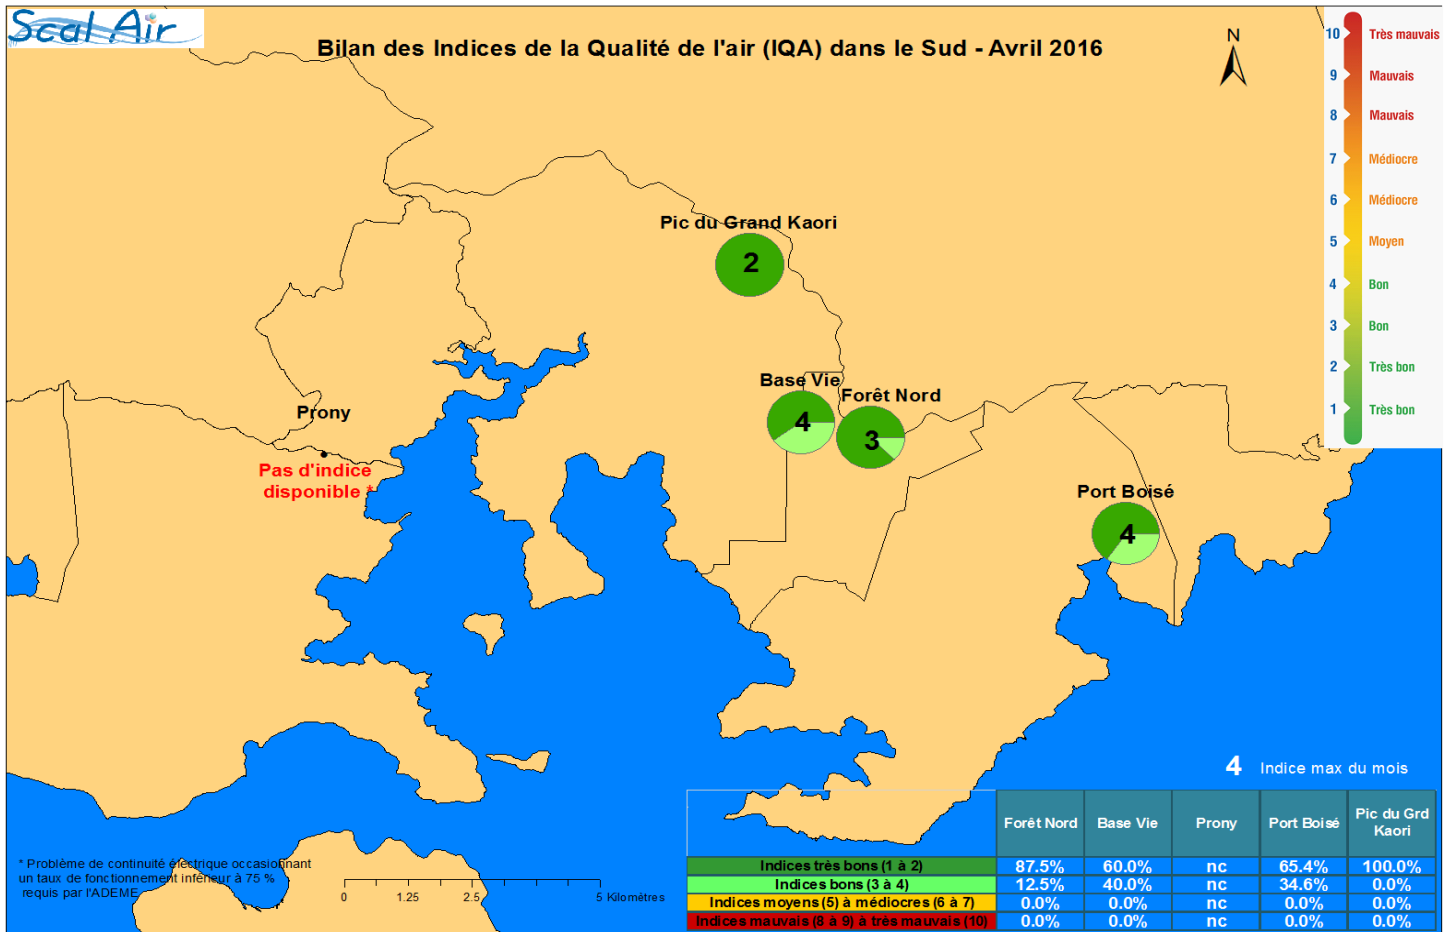 Scal Air
Bilan des Indices de la Qualité de l'air (IQA) dans le Sud - Avril 2016
N
10 Très mauvais
9 Mauvais
8 Mauvais
7 Médiocre
6 Médiocre
5 Moyen
4 Bon
3 Bon
2 Très bon
1 Très bon
Pic du Grand Kaori
2
Base Vie
4
Forêt Nord
3
Prony
Pas d'indice
disponible *
Port Boisé
4
4 Indice max du mois
Forêt Nord Base Vie Prony Port Boisé Pic du Grd
Kaori
Indices très bons (1 à 2) 87.5% 60.0% nc 65.4% 100.0%
Indices bons (3 à 4) 12.5% 40.0% nc 34.6% 0.0%
Indices moyens (5) à médiocres (6 à 7) 0.0% 0.0% nc 0.0% 0.0%
Indices mauvais (8 à 9) à très mauvais (10) 0.0% 0.0% nc 0.0% 0.0%
* Problème de continuité électrique occasionnant
un taux de fonctionnement inférieur à 75 %
requis par l'ADEME
0 1.25 2.5 5 Kilomètres